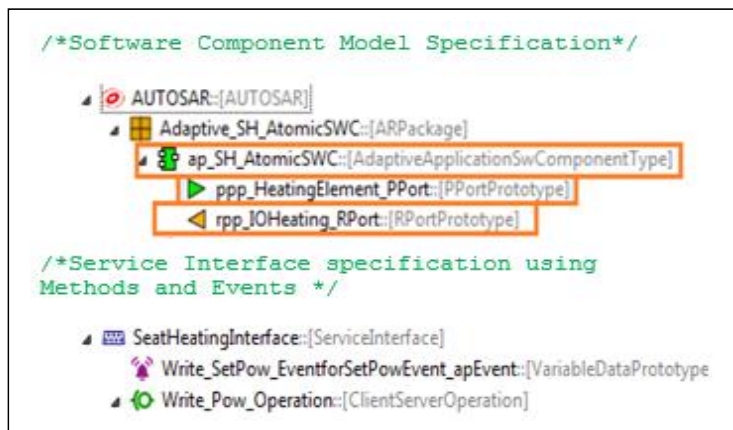 /*Software Component Model Specification*/
AUTOSAR::[AUTOSAR]
Adaptive_SH_AtomicSWC::[ARPackage]
ap_SH_AtomicSWC::[AdaptiveApplicationSwComponentType]
ppp_HeatingElement_PPort::[PPortPrototype]
rpp_IOHeating_RPort::[RPortPrototype]
/*Service Interface specification using
Methods and Events */
SeatHeatingInterface::[ServiceInterface]
Write_SetPow_EventforSetPowEvent_apEvent::[VariableDataPrototype
Write_Pow_Operation::[ClientServerOperation]